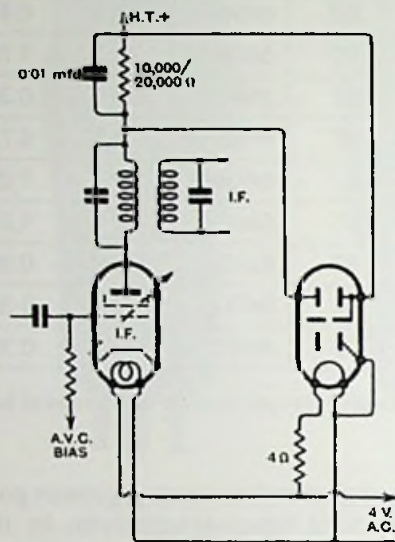 H.T.+
0.01 mfd
10,000/
20,000 Ω
I.F.
I.F.
A.V.C.
BIAS
4 Ω
4 V.
A.C.